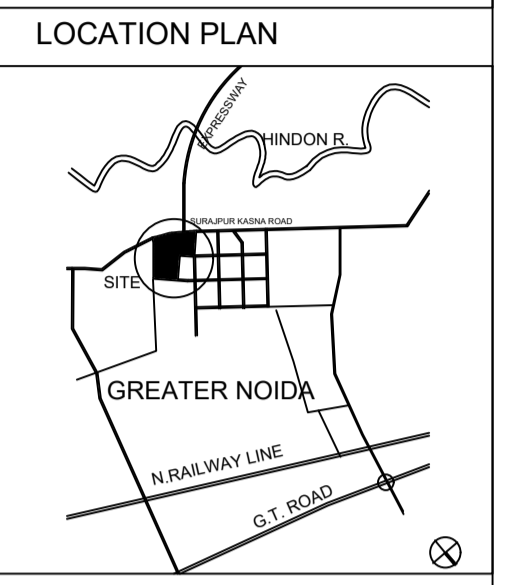 LOCATION PLAN
EXPRESSWAY
HINDON R.
SURAJPUR KASNA ROAD
SITE
GREATER NOIDA
N.RAILWAY LINE
G.T. ROAD